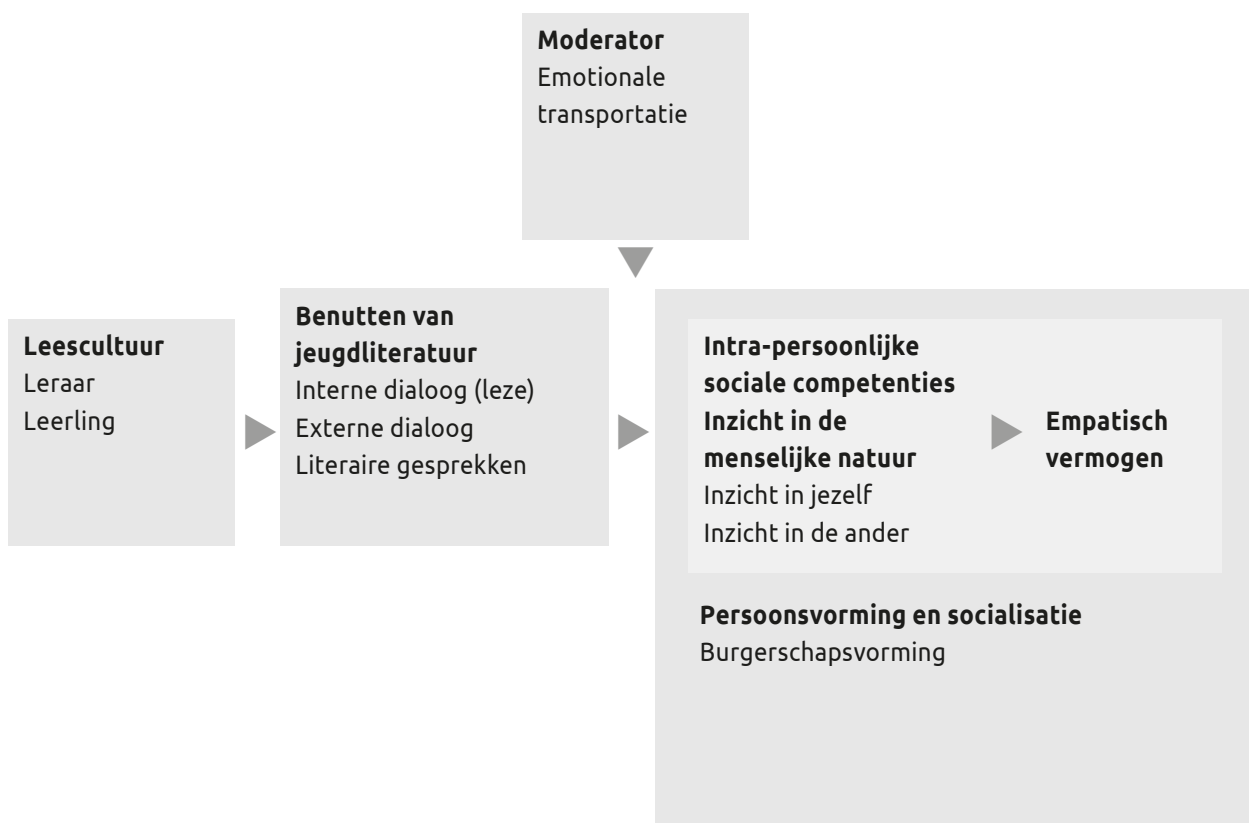 Moderator
Emotionale
transportatie
Leescultuur
Leraar
Leerling
Benutten van
jeugdliteratuur
Interne dialoog (leze)
Externe dialoog
Literaire gesprekken
Intra-persoonlijke
sociale competenties
Inzicht in de
menselijke natuur
Inzicht in jezelf
Inzicht in de ander
Empatisch
vermogen
Persoonsvorming en socialisatie
Burgerschapsvorming